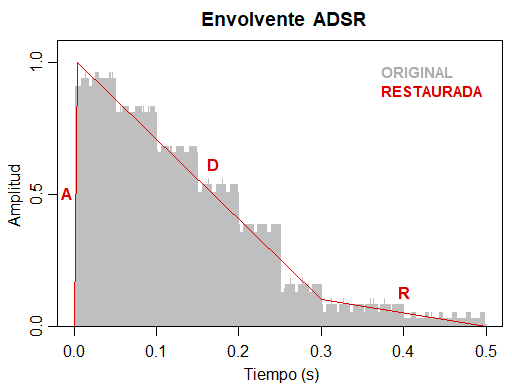 Envolvente ADSR
ORIGINAL
RESTAURADA
A
D
R
Amplitud
1.0
0.5
0.0
0.0 0.1 0.2 0.3 0.4 0.5
Tiempo (s)